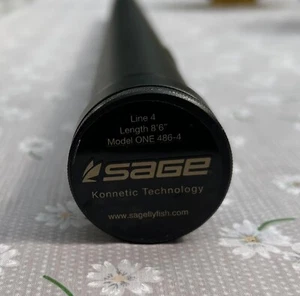 Line 4
Length 8'6"
Model ONE 486-4
SAGE
Konnetic Technology
www.sageflyfish.com